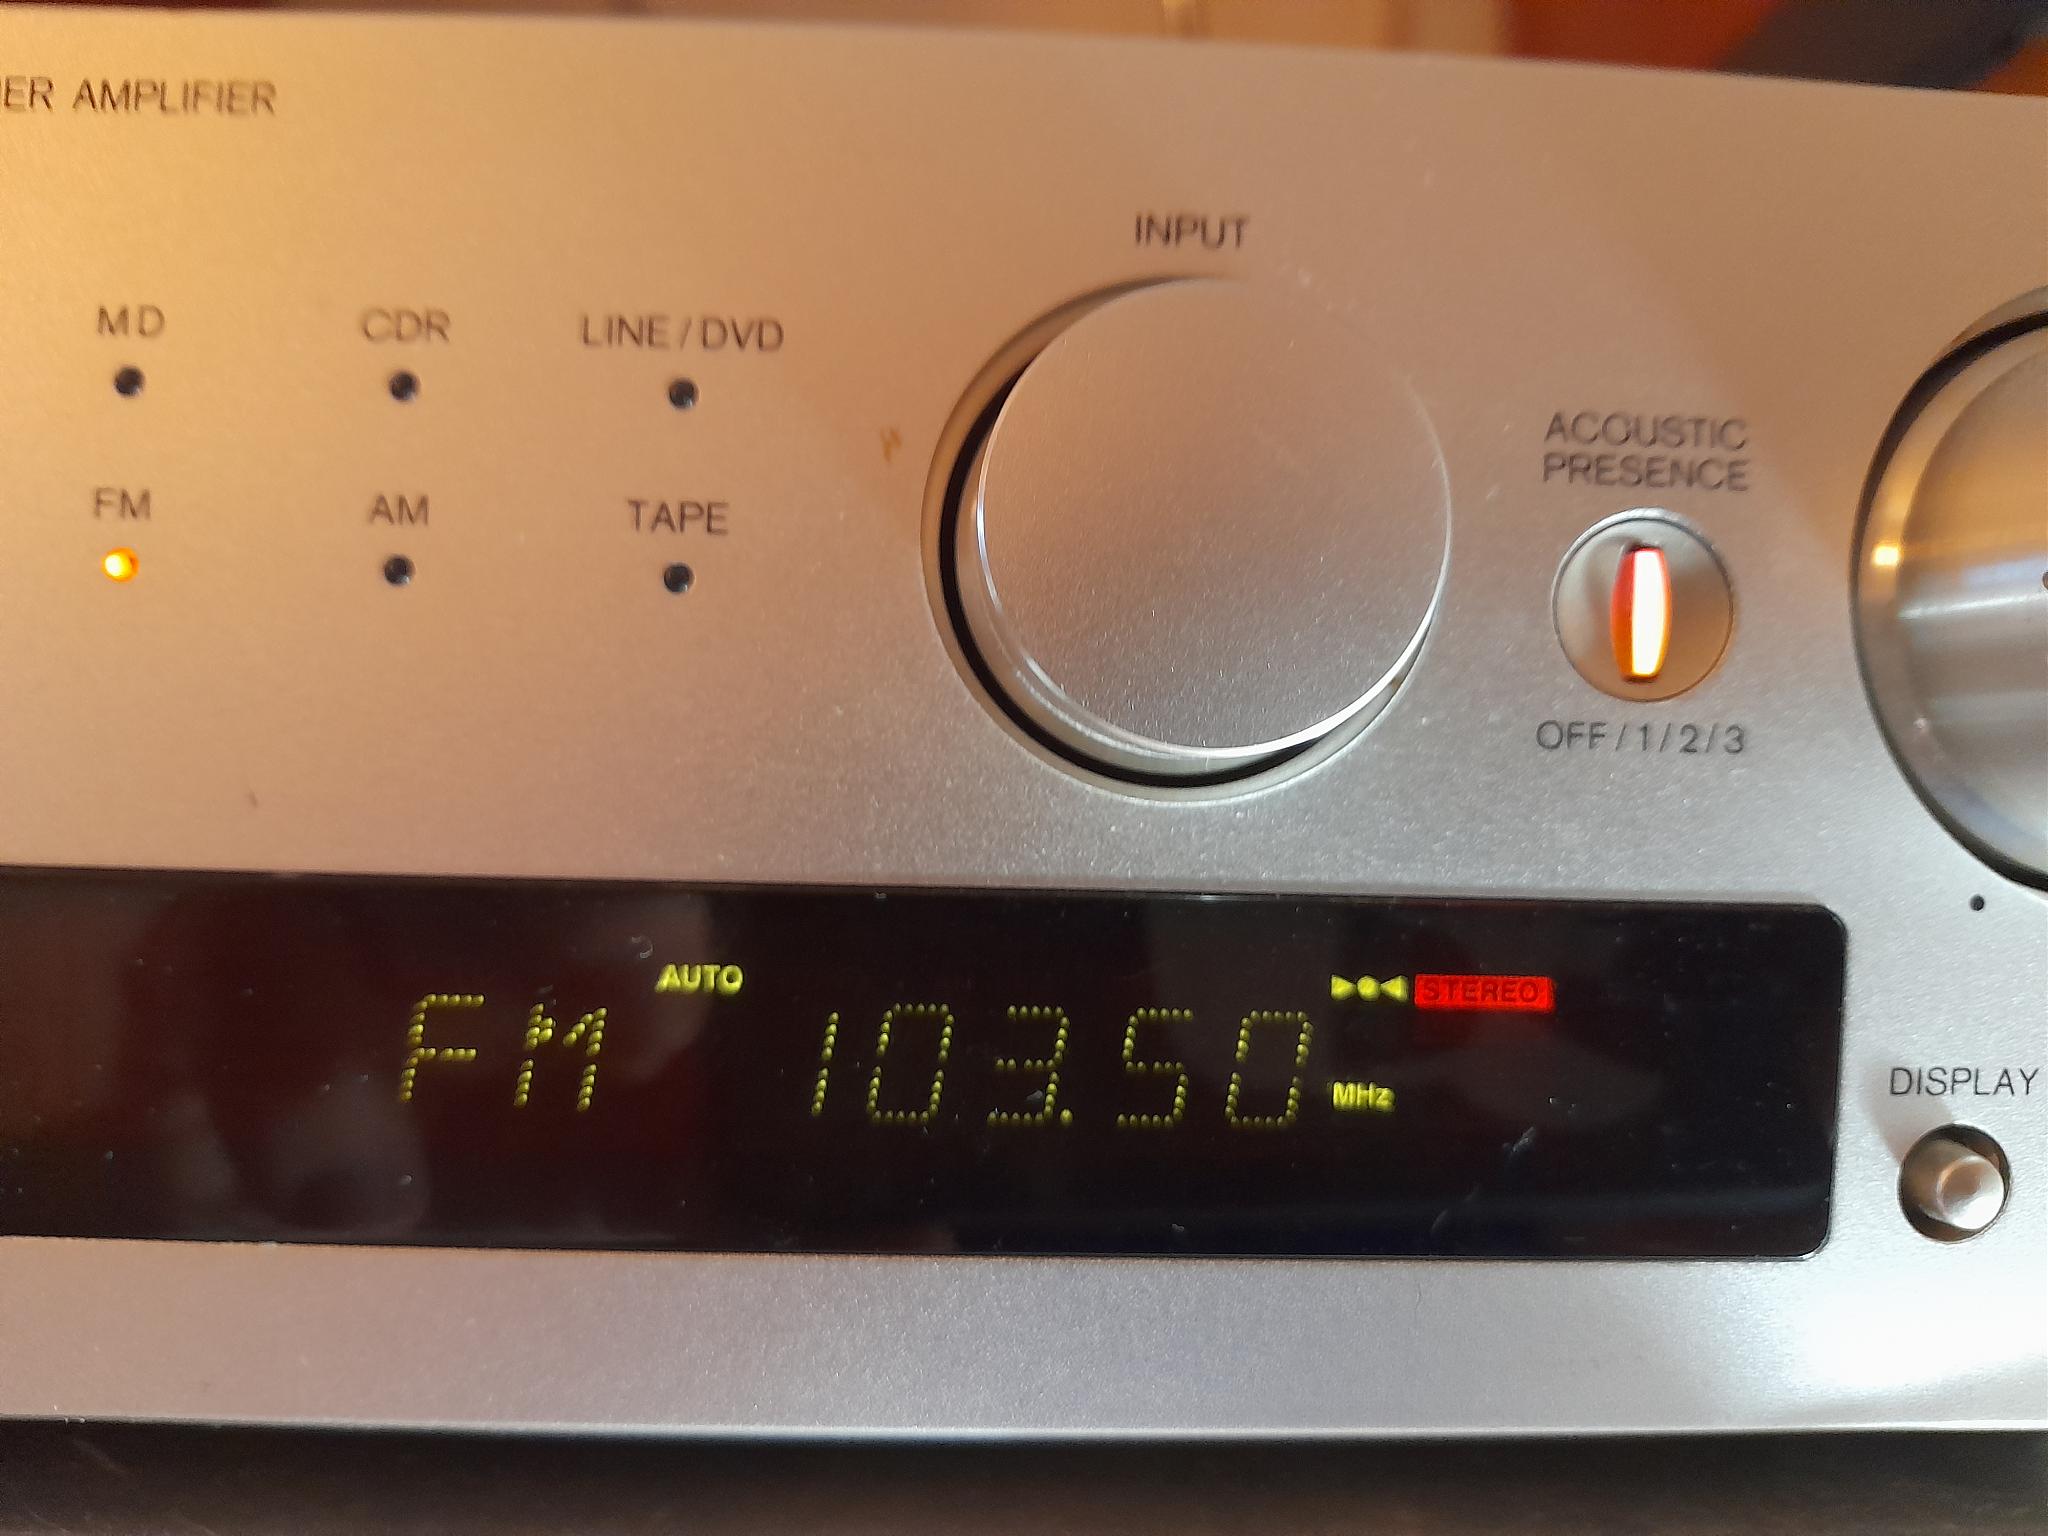 ER AMPLIFIER
INPUT
MD CDR LINE/DVD
ACOUSTIC
PRESENCE
FM AM TAPE
OFF/1/2/3
AUTO STEREO
FM 103.50 MHz
DISPLAY